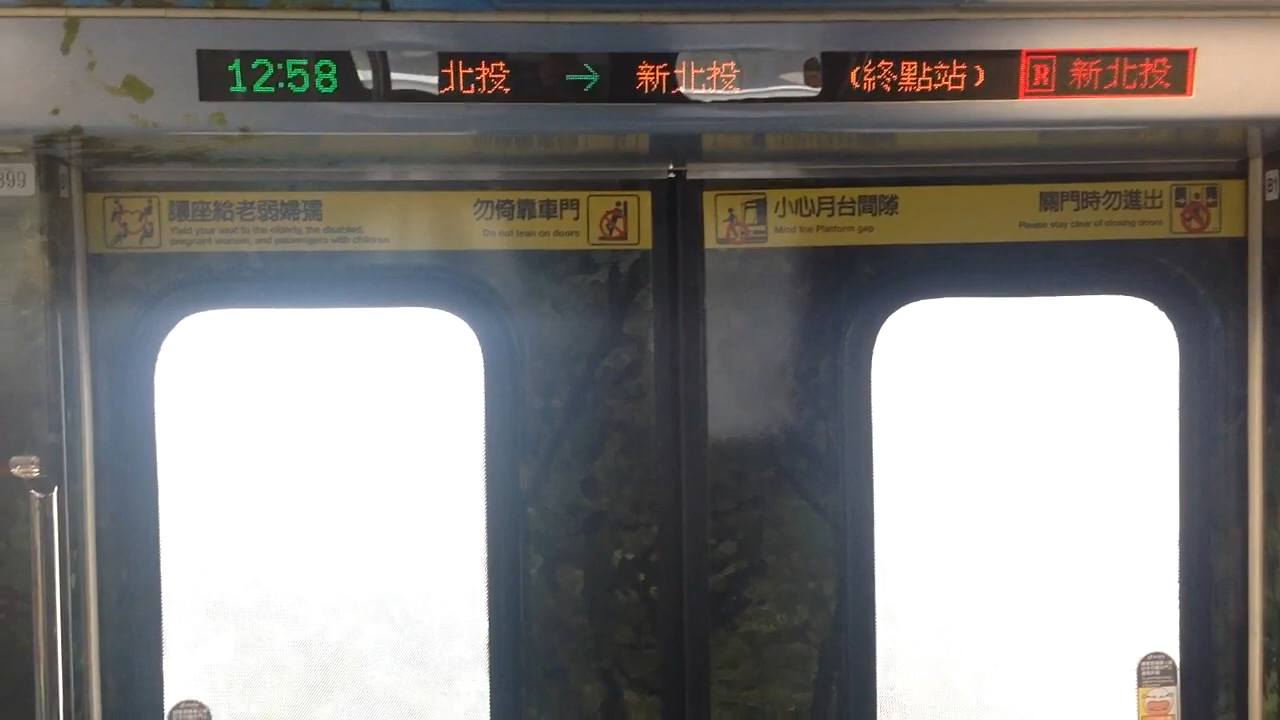 12:58 北投 → 新北投 (終點站) R 新北投
899
讓座給老弱婦孺
Yield your seat to the elderly, the disabled,
pregnant women, and passengers with children
勿倚靠車門
Do not lean on doors
小心月台間隙
Mind the Platform gap
關門時勿進出
Please stay clear of closing doors